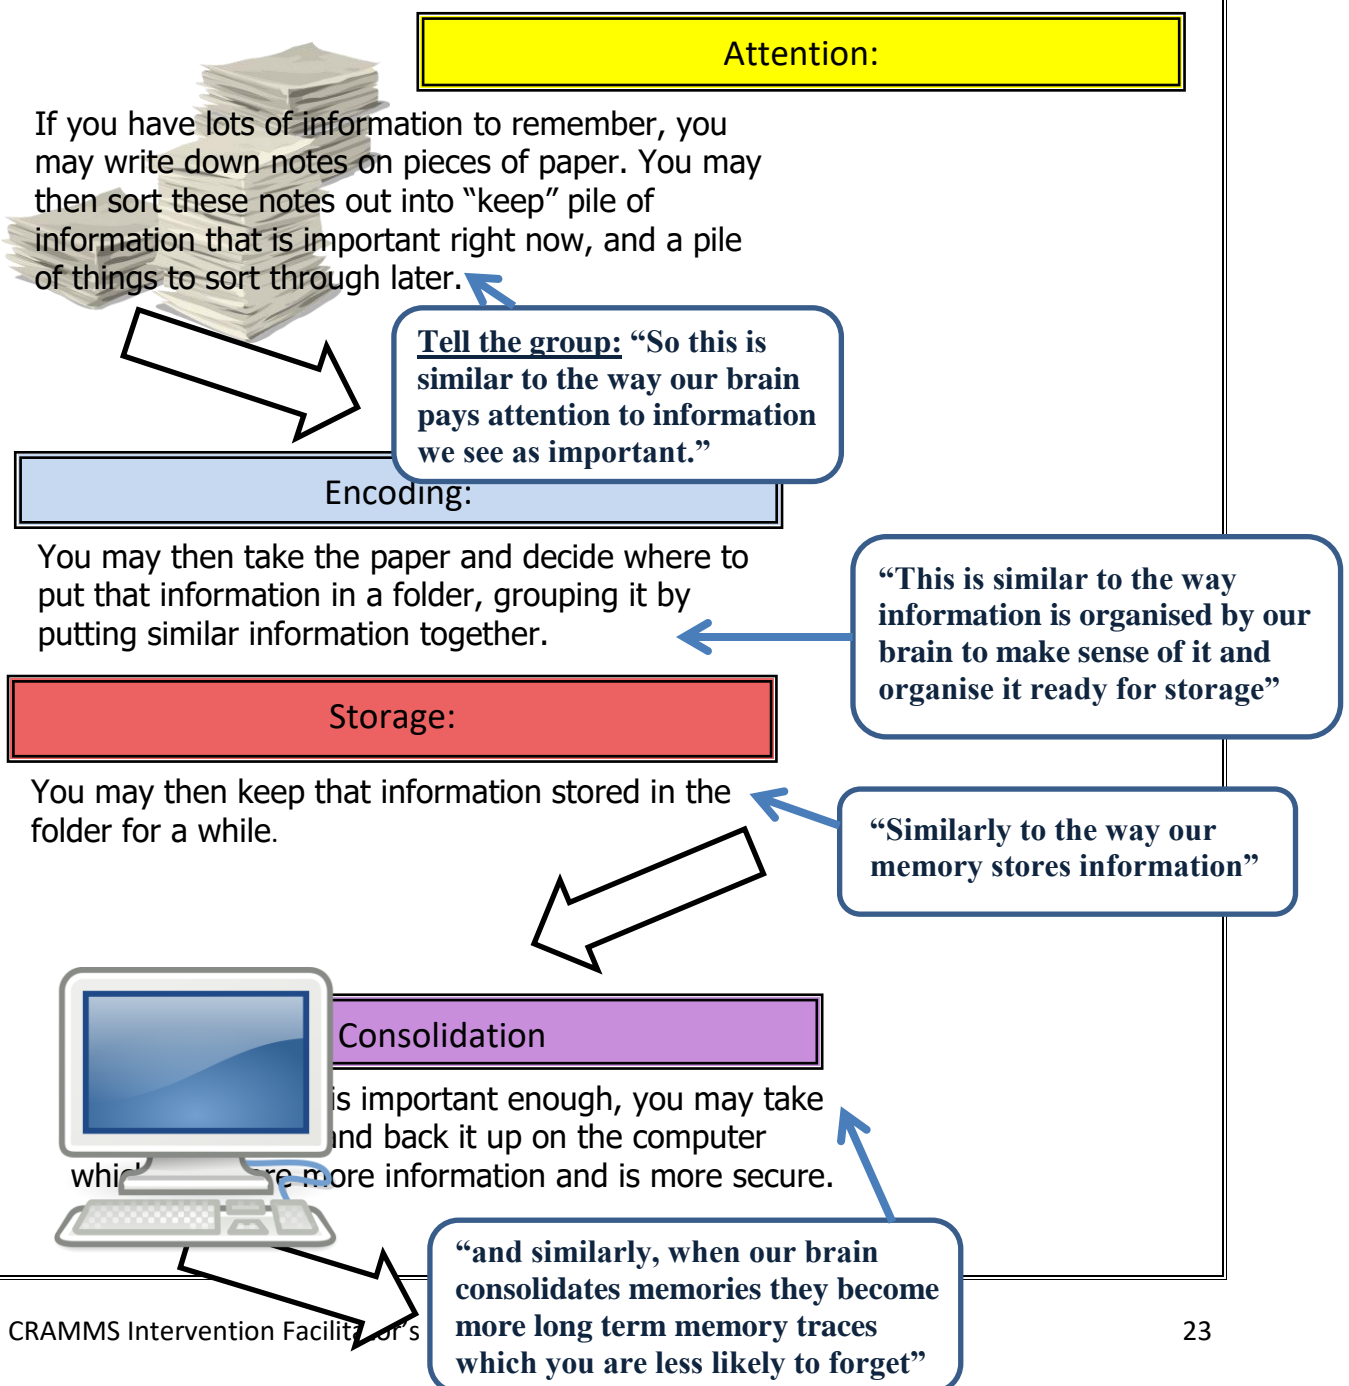 Attention:
If you have lots of information to remember, you
may write down notes on pieces of paper. You may
then sort these notes out into “keep” pile of
information that is important right now, and a pile
of things to sort through later.
Tell the group: “So this is
similar to the way our brain
pays attention to information
we see as important.”
Encoding:
You may then take the paper and decide where to
put that information in a folder, grouping it by
putting similar information together.
“This is similar to the way
information is organised by our
brain to make sense of it and
organise it ready for storage”
Storage:
You may then keep that information stored in the
folder for a while.
“Similarly to the way our
memory stores information”
Consolidation
is important enough, you may take
and back it up on the computer
more information and is more secure.
“and similarly, when our brain
consolidates memories they become
more long term memory traces
which you are less likely to forget”
CRAMMS Intervention Facilitator’s
23